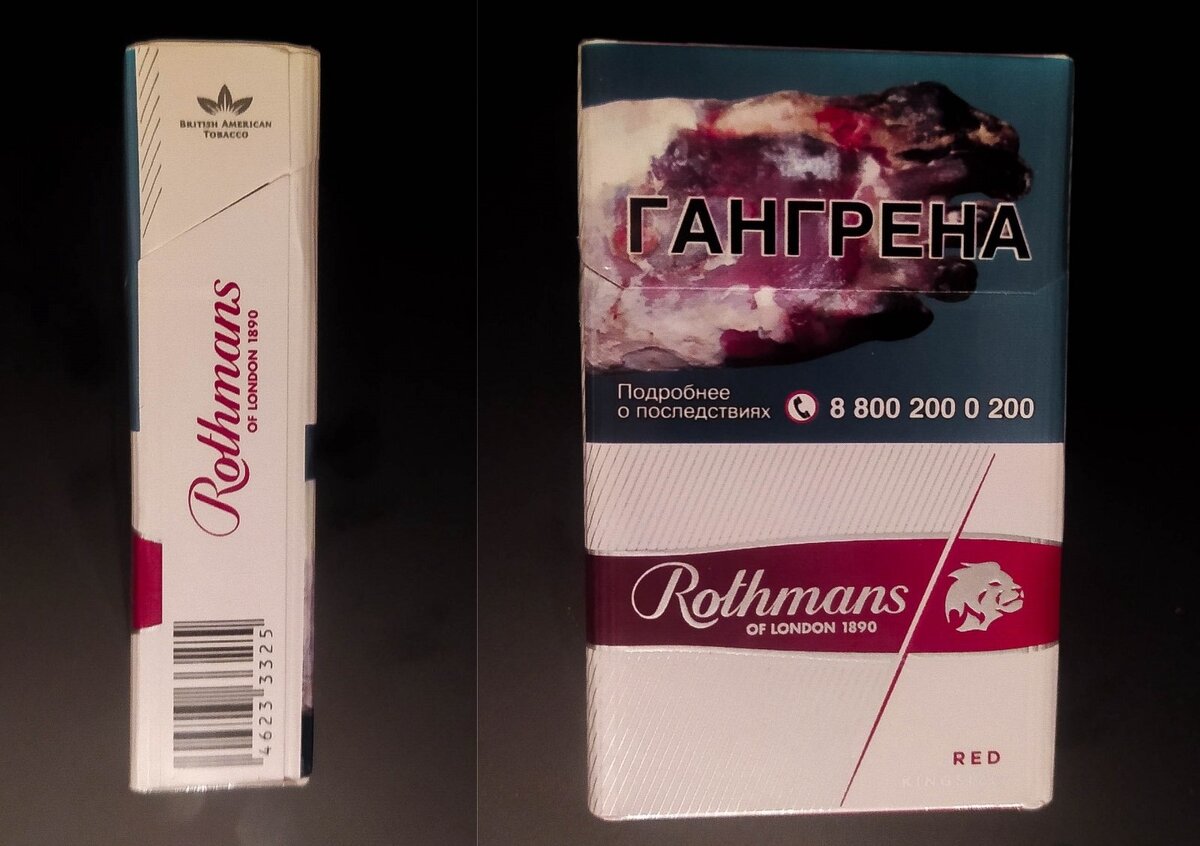 BRITISH AMERICAN
TOBACCO
Rothmans
OF LONDON 1890
4623 3325
ГАНГРЕНА
Подробнее
о последствиях
8 800 200 0 200
Rothmans
OF LONDON 1890
RED